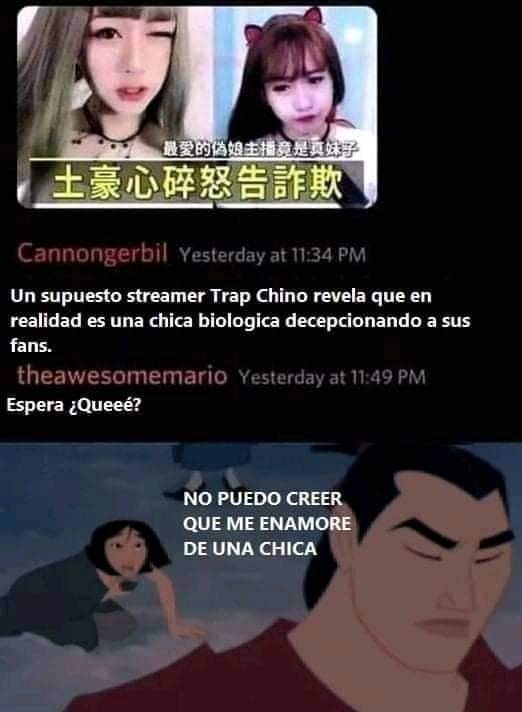 最愛的偽娘主播竟是真妹子
土豪心碎怒告詐欺
Cannongerbil Yesterday at 11:34 PM
Un supuesto streamer Trap Chino revela que en
realidad es una chica biologica decepcionando a sus
fans.
theawesomemario Yesterday at 11:49 PM
Espera ¿Queeé?
NO PUEDO CREER
QUE ME ENAMORE
DE UNA CHICA